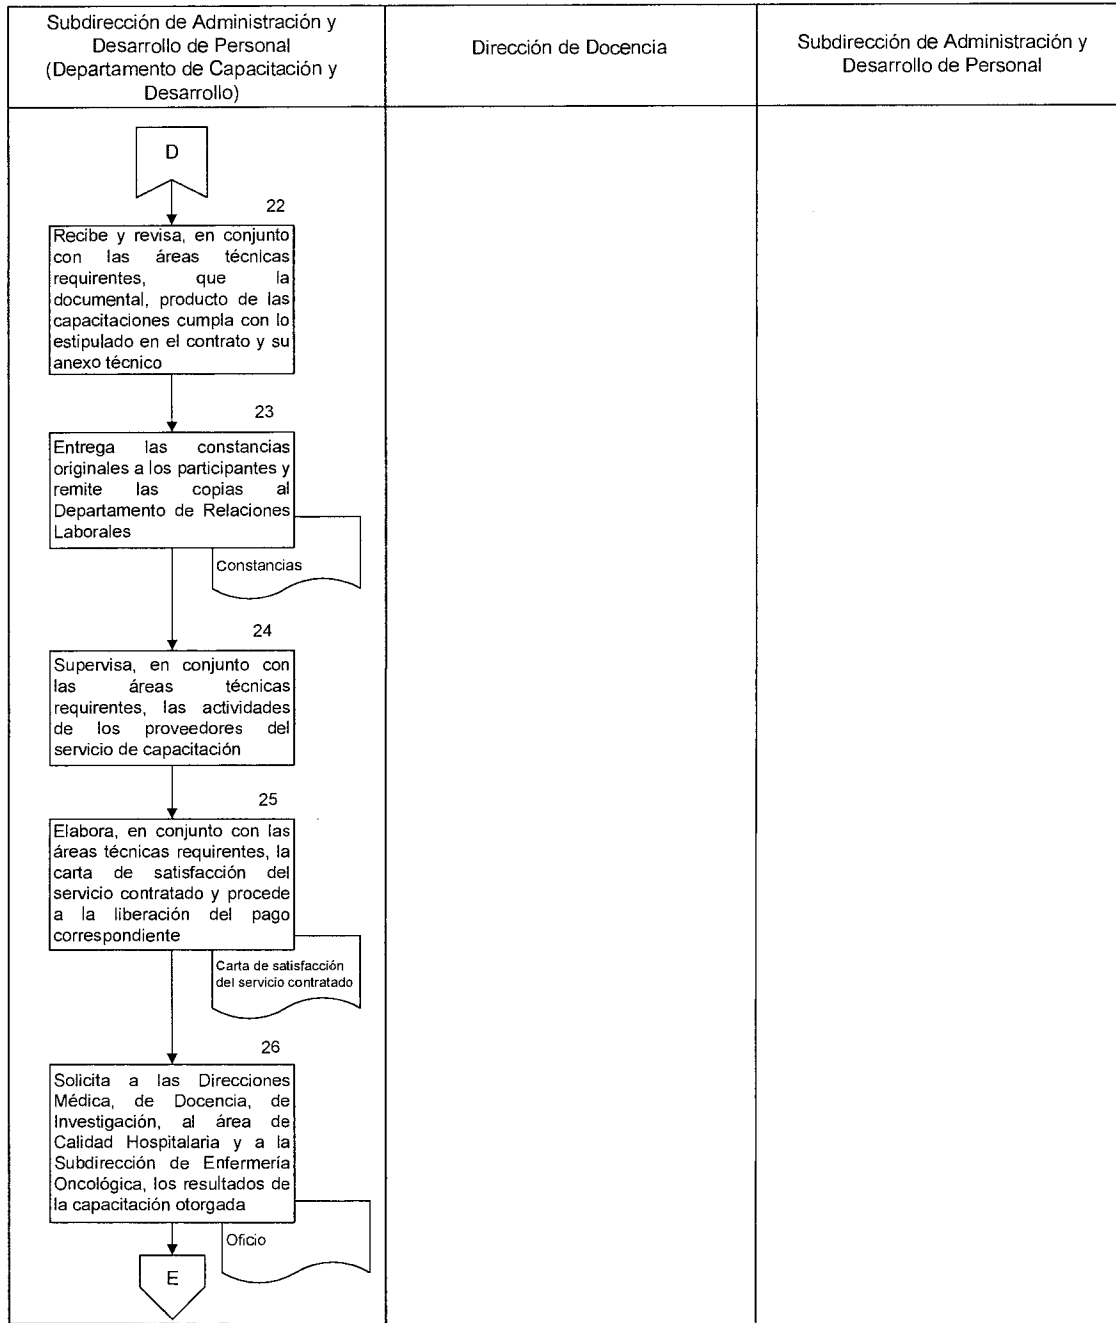 Subdirección de Administración y
Desarrollo de Personal
(Departamento de Capacitación y
Desarrollo)
Dirección de Docencia
Subdirección de Administración y
Desarrollo de Personal
D
22
Recibe y revisa, en conjunto
con las áreas técnicas
requirentes, que la
documental, producto de las
capacitaciones cumpla con lo
estipulado en el contrato y su
anexo técnico
23
Entrega las constancias
originales a los participantes y
remite las copias al
Departamento de Relaciones
Laborales
Constancias
24
Supervisa, en conjunto con
las áreas técnicas
requirentes, las actividades
de los proveedores del
servicio de capacitación
25
Elabora, en conjunto con las
áreas técnicas requirentes, la
carta de satisfacción del
servicio contratado y procede
a la liberación del pago
correspondiente
Carta de satisfacción
del servicio contratado
26
Solicita a las Direcciones
Médica, de Docencia, de
Investigación, al área de
Calidad Hospitalaria y a la
Subdirección de Enfermería
Oncológica, los resultados de
la capacitación otorgada
Oficio
E